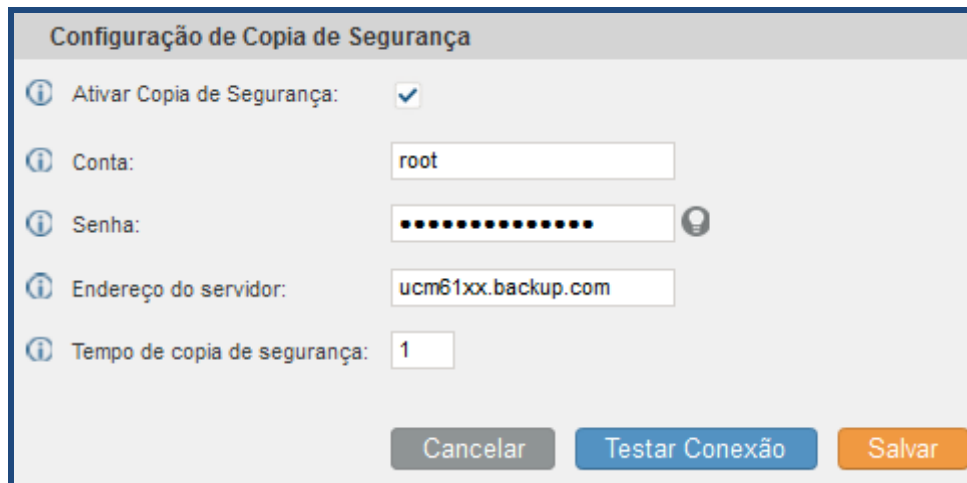 Configuração de Copia de Segurança
Ativar Copia de Segurança:
Conta: root
Senha: ••••••••••••••
Endereço do servidor: ucm61xx.backup.com
Tempo de copia de segurança: 1
Cancelar Testar Conexão Salvar